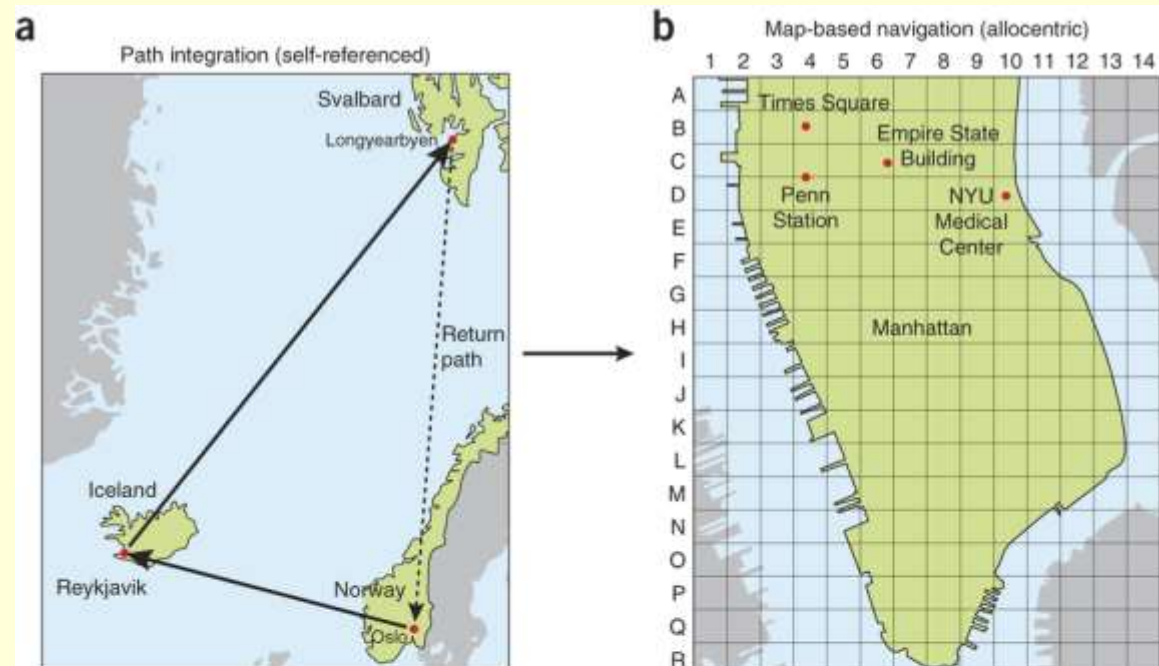 a
Path integration (self-referenced)
Svalbard
Longyearbyen
Return
path
Iceland
Reykjavik
Norway
Oslo
b
Map-based navigation (allocentric)
1 2 3 4 5 6 7 8 9 10 11 12 13 14
A
Times Square
B
Empire State
Building
C
D
Penn
Station
NYU
Medical
Center
E
F
G
H
Manhattan
I
J
K
L
M
N
O
P
Q
R